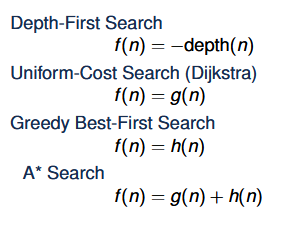 Depth-First Search
f(n) = −depth(n)
Uniform-Cost Search (Dijkstra)
f(n) = g(n)
Greedy Best-First Search
f(n) = h(n)
A* Search
f(n) = g(n) + h(n)